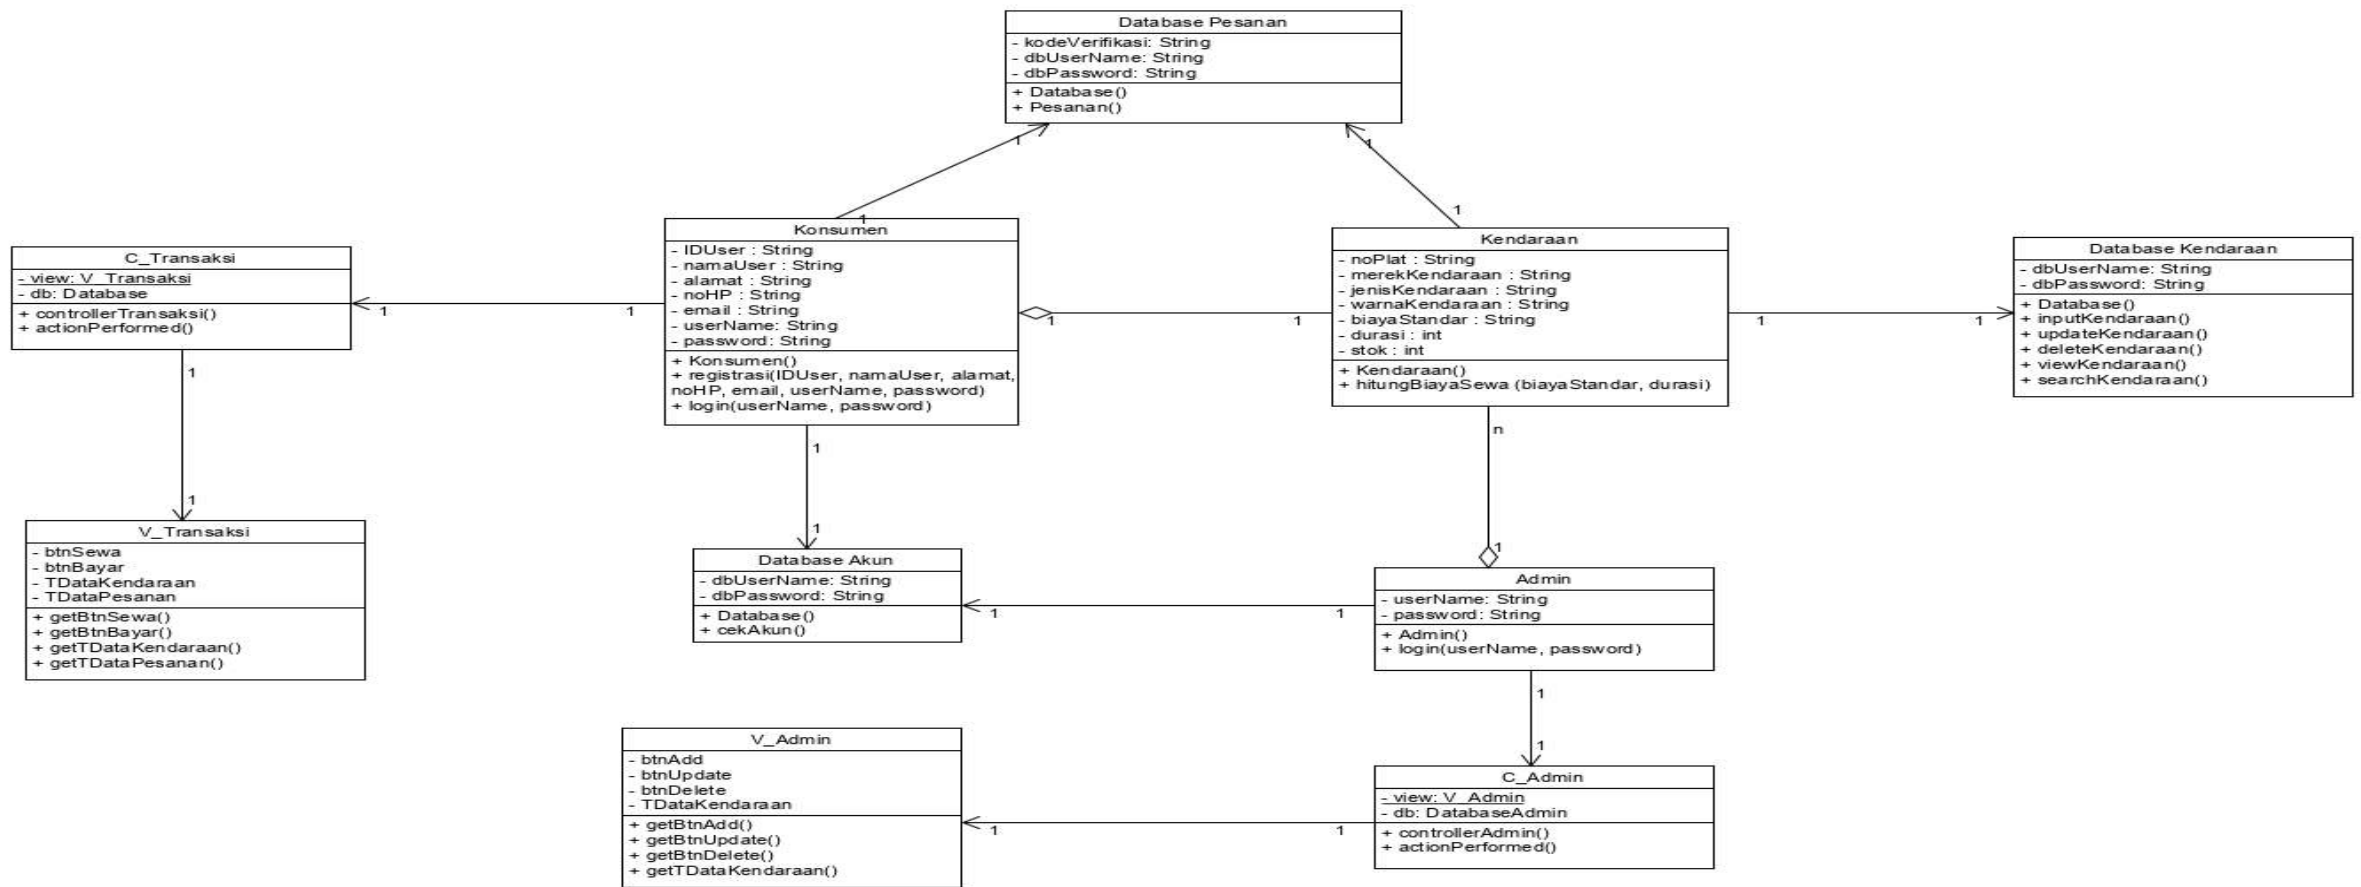 Database Pesanan
- kodeVerifikasi: String
- dbUserName: String
- dbPassword: String
+ Database()
+ Pesanan()
1
1
1
1
C_Transaksi
- view: V_Transaksi
- db: Database
+ controllerTransaksi()
+ actionPerformed()
1
1
Konsumen
- IDUser : String
- namaUser : String
- alamat : String
- noHP : String
- email : String
- userName: String
- password: String
+ Konsumen()
+ registrasi(IDUser, namaUser, alamat,
noHP, email, userName, password)
+ login(userName, password)
1
1
Kendaraan
- noPlat : String
- merekKendaraan : String
- jenisKendaraan : String
- warnaKendaraan : String
- biayaStandar : String
- durasi : int
- stok : int
+ Kendaraan()
+ hitungBiayaSewa (biayaStandar, durasi)
1
1
Database Kendaraan
- dbUserName: String
- dbPassword: String
+ Database()
+ inputKendaraan()
+ updateKendaraan()
+ deleteKendaraan()
+ viewKendaraan()
+ searchKendaraan()
1
1
1
1
n
1
V_Transaksi
- btnSewa
- btnBayar
- TDataKendaraan
- TDataPesanan
+ getBtnSewa()
+ getBtnBayar()
+ getTDataKendaraan()
+ getTDataPesanan()
Database Akun
- dbUserName: String
- dbPassword: String
+ Database()
+ cekAkun()
1
1
Admin
- userName: String
- password: String
+ Admin()
+ login(userName, password)
1
1
V_Admin
- btnAdd
- btnUpdate
- btnDelete
- TDataKendaraan
+ getBtnAdd()
+ getBtnUpdate()
+ getBtnDelete()
+ getTDataKendaraan()
1
1
C_Admin
- view: V_Admin
- db: DatabaseAdmin
+ controllerAdmin()
+ actionPerformed()